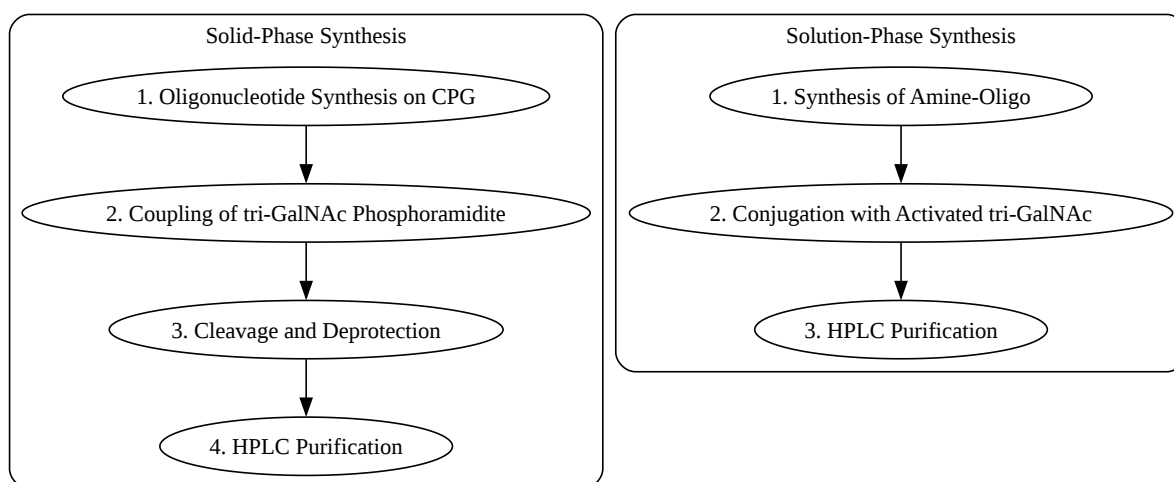 Solid-Phase Synthesis
1. Oligonucleotide Synthesis on CPG
2. Coupling of tri-GalNAc Phosphoramidite
3. Cleavage and Deprotection
4. HPLC Purification
Solution-Phase Synthesis
1. Synthesis of Amine-Oligo
2. Conjugation with Activated tri-GalNAc
3. HPLC Purification